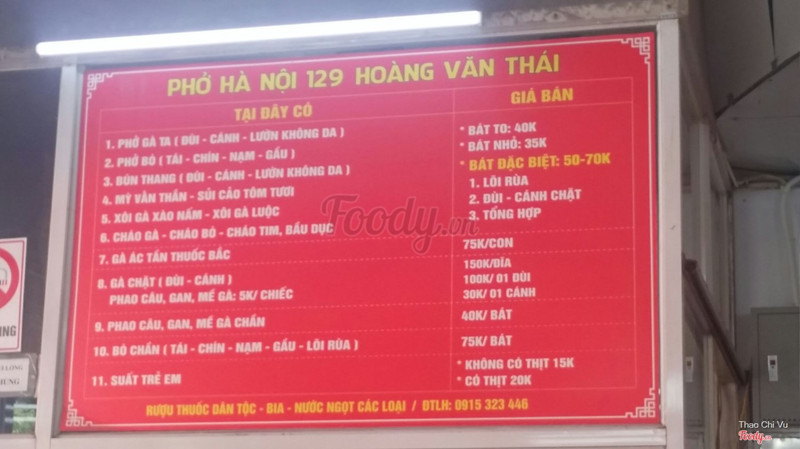 PHỞ HÀ NỘI 129 HOÀNG VĂN THÁI
TẠI ĐÂY CÓ
GIÁ BÁN
1. PHỞ GÀ TA ( ĐÙI - CÁNH - LƯỜN KHÔNG DA )
2. PHỞ BÒ ( TÁI - CHÍN - NẠM - GẦU )
3. BÚN THANG ( ĐÙI - CÁNH - LƯỜN KHÔNG DA )
4. MỲ VẰN THẮN - SỦI CẢO TÔM TƯƠI
5. XÔI GÀ XÀO NẤM - XÔI GÀ LUỘC
6. CHÁO GÀ - CHÁO BÒ - CHÁO TIM, BẦU DỤC
* BÁT TO: 40K
* BÁT NHỎ: 35K
* BÁT ĐẶC BIỆT: 50-70K
1. LÕI RÙA
2. ĐÙI - CÁNH CHẶT
3. TỔNG HỢP
7. GÀ ÁC TẦN THUỐC BẮC
75K/CON
8. GÀ CHẶT ( ĐÙI - CÁNH )
PHAO CÂU, GAN, MỀ GÀ: 5K/ CHIẾC
150K/ĐĨA
100K/ 01 ĐÙI
30K/ 01 CÁNH
9. PHAO CÂU, GAN, MỀ GÀ CHẦN
40K/ BÁT
10. BÒ CHẦN ( TÁI - CHÍN - NẠM - GẦU - LÕI RÙA )
75K/ BÁT
11. SUẤT TRẺ EM
* KHÔNG CÓ THỊT 15K
* CÓ THỊT 20K
RƯỢU THUỐC DÂN TỘC - BIA - NƯỚC NGỌT CÁC LOẠI / ĐTLH: 0915 323 446
Foody.vn
Thao Chi Vu
Foody.vn